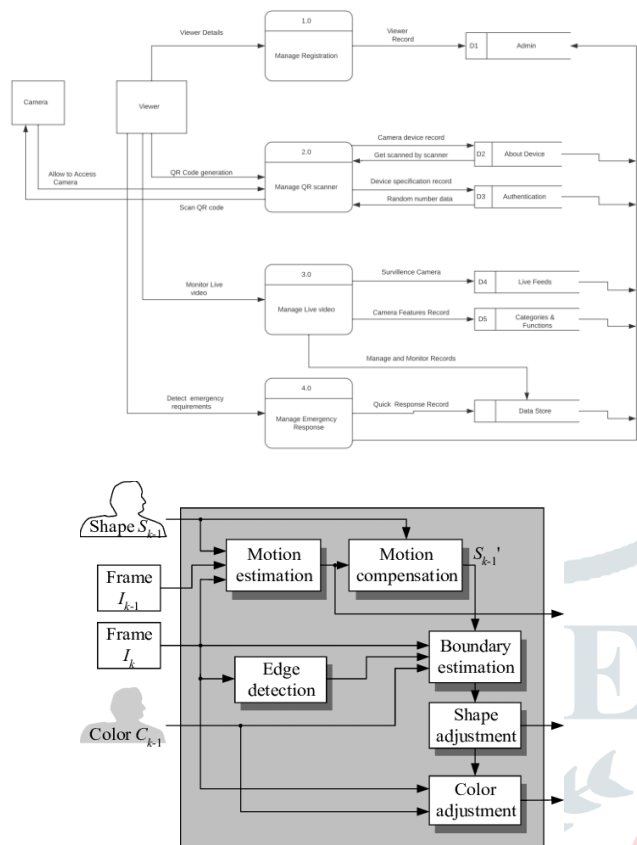 1.0
Viewer Details
Viewer
Record
Manage Registration
D1
Admin
Camera
Viewer
2.0
Camera device record
D2
About Device
Get scanned by scanner
QR Code generation
Manage QR scanner
Allow to Access
Camera
Device specification record
D3
Authentication
Random number data
Scan QR code
3.0
Monitor Live
video
Survillence Camera
D4
Live Feeds
Manage Live video
Camera Features Record
D5
Categories &
Functions
Manage and Monitor Records
4.0
Detect emergency
requirements
Quick Response Record
Data Store
Manage Emergency
Response
Shape Sk-1
Motion
estimation
Motion
compensation
Sk-1'
Frame
Ik-1
Frame
Ik
Boundary
estimation
Edge
detection
Color Ck-1
Shape
adjustment
Color
adjustment
E